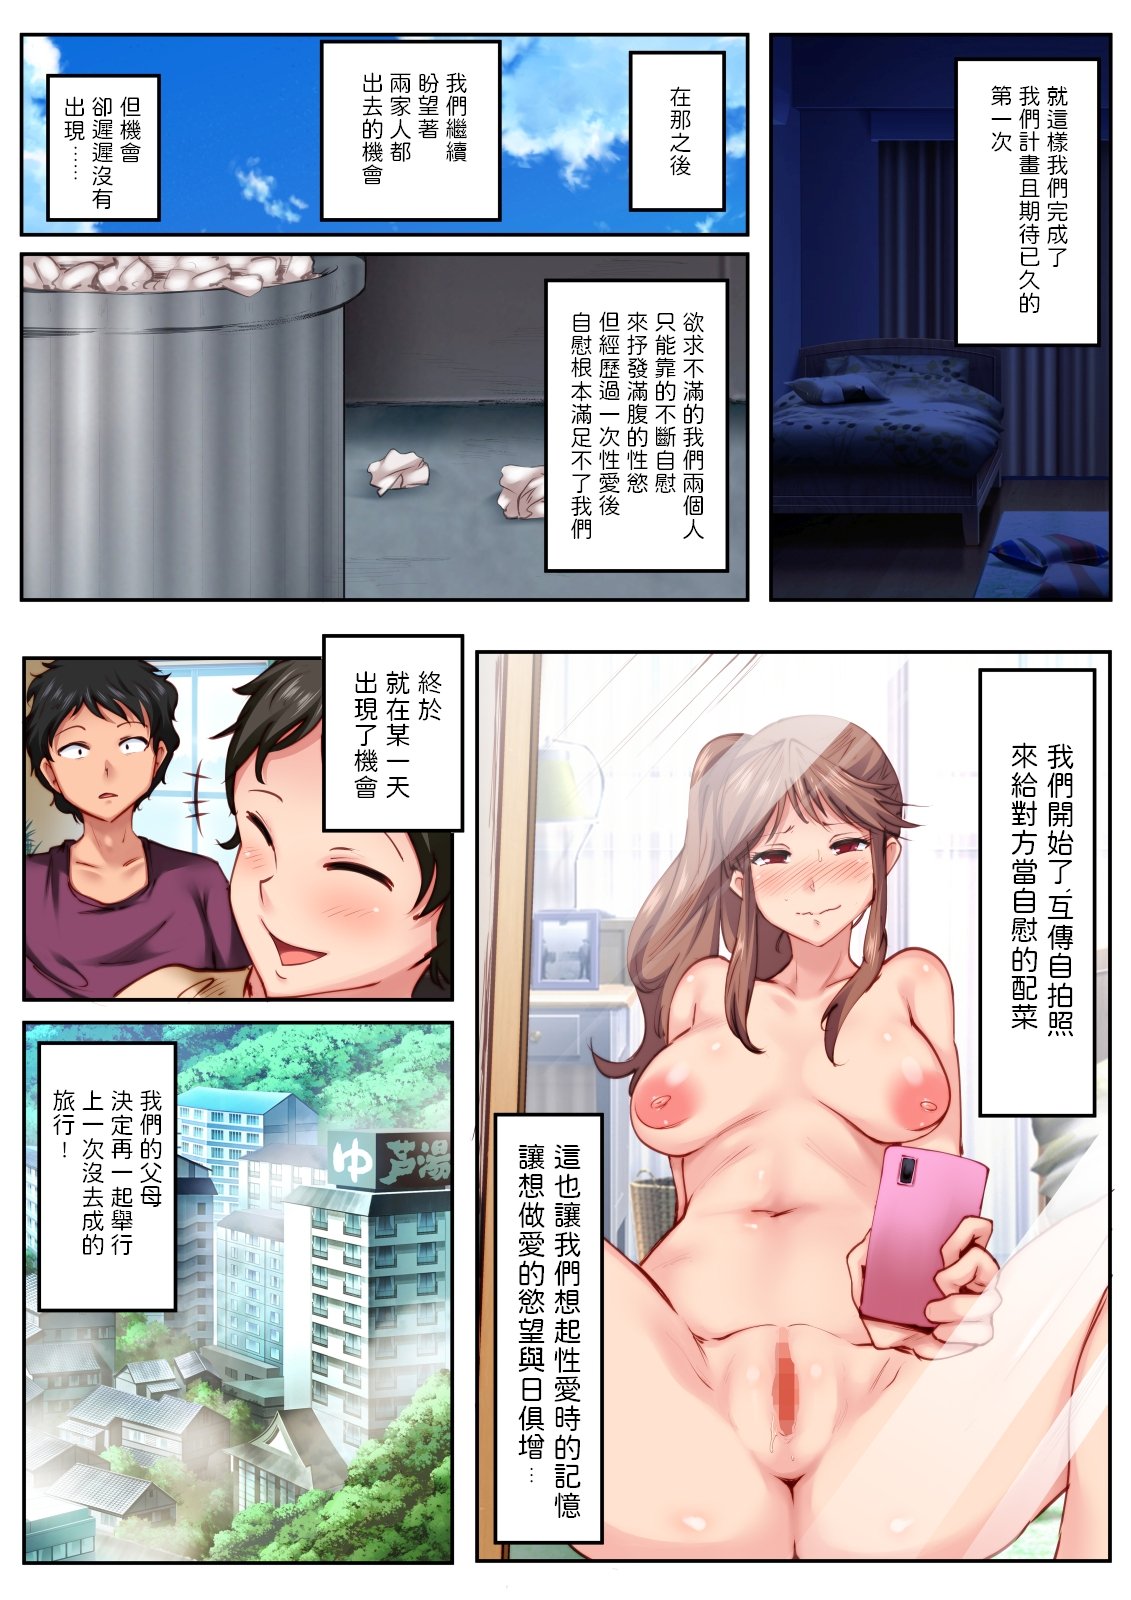 就這樣我們完成了
我們計畫且期待已久的
第一次
在那之後
我們繼續
盼望著
兩家人都
出去的機會
但機會
卻遲遲沒有
出現……
欲求不滿的我們兩個人
只能靠的不斷自慰
來抒發滿腹的性慾
但經歷過一次性愛後
自慰根本滿足不了我們
我們開始了、互傳自拍照
來給對方當自慰的配菜
這也讓我們想起性愛時的記憶
讓想做愛的慾望與日俱增…
終於
就在某一天
出現了機會
我們的父母
決定再一起舉行
上一次沒去成的
旅行！
ゆ 芦湯